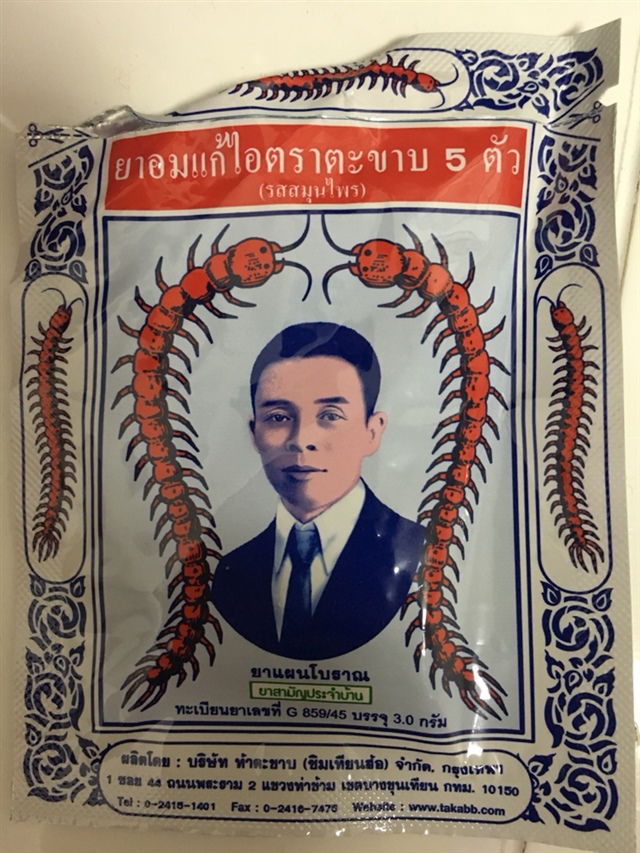 ยาอมแก้ไอตราตะขาบ 5 ตัว
(รสสมุนไพร)
ยาแผนโบราณ
ยาสามัญประจำบ้าน
ทะเบียนยาเลขที่ G 859/45 บรรจุ 3.0 กรัม
ผลิตโดย : บริษัท ห้าตะขาบ (ซิมเทียนฮ้อ) จำกัด. กรุงเทพฯ
1 ซอย 44 ถนนพระราม 2 แขวงท่าข้าม เขตบางขุนเทียน กทม. 10150
Tel : 0-2415-1401 Fax : 0-2416-7475 Website : www.takabb.com